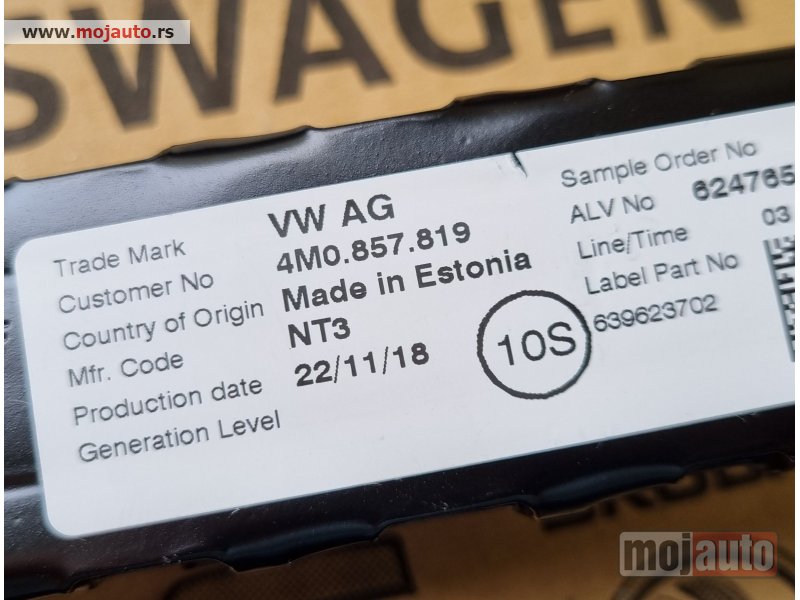 www.mojauto.rs
SWAGEN
Trade Mark VW AG
Customer No 4M0.857.819
Country of Origin Made in Estonia
Mfr. Code NT3
Production date 22/11/18
Generation Level
10S
Sample Order No
ALV No 624765
Line/Time 03
Label Part No
639623702
mojauto